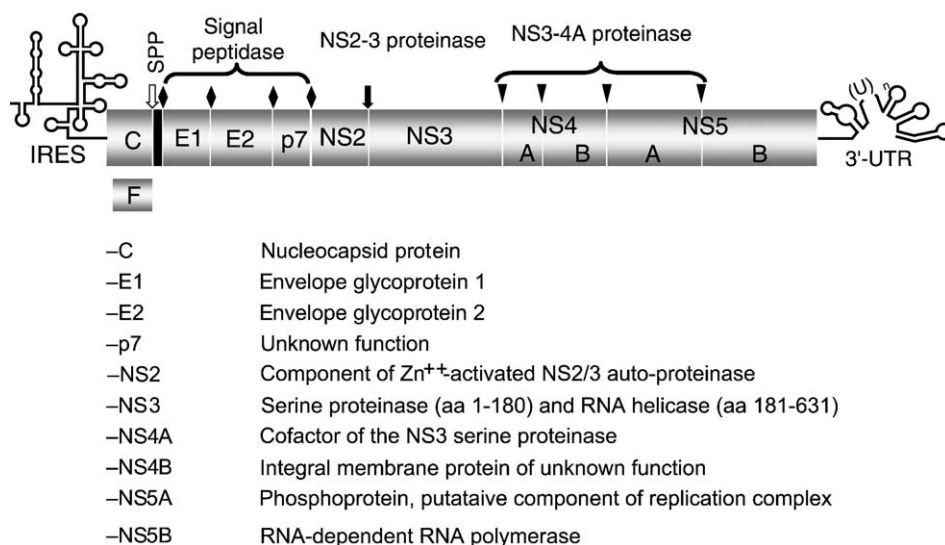 Signal
peptidase
NS2-3 proteinase
NS3-4A proteinase
SPP
C
E1
E2
p7
NS2
NS3
NS4
A
B
NS5
A
B
IRES
3'-UTR
F
–C Nucleocapsid protein
–E1 Envelope glycoprotein 1
–E2 Envelope glycoprotein 2
–p7 Unknown function
–NS2 Component of Zn++-activated NS2/3 auto-proteinase
–NS3 Serine proteinase (aa 1-180) and RNA helicase (aa 181-631)
–NS4A Cofactor of the NS3 serine proteinase
–NS4B Integral membrane protein of unknown function
–NS5A Phosphoprotein, putataive component of replication complex
–NS5B RNA-dependent RNA polymerase